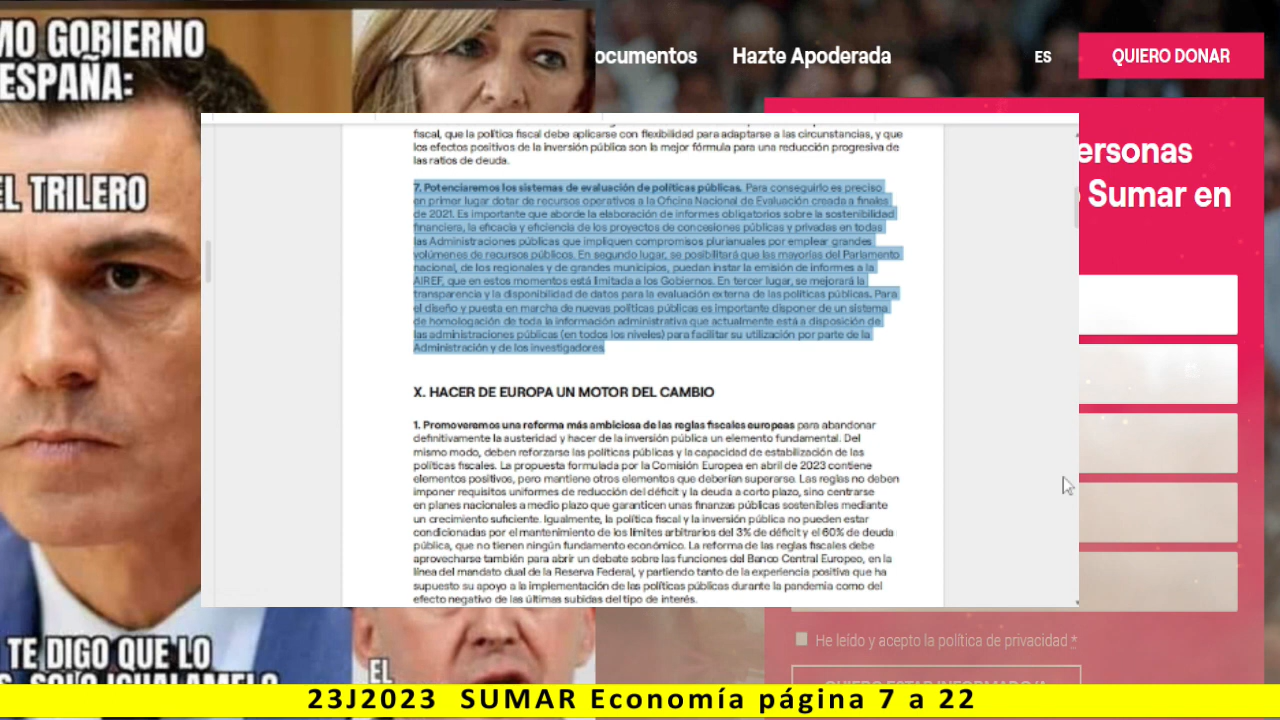 MO GOBIERNO
ESPAÑA:
EL TRILERO
TE DIGO QUE LO
SOLO IGUALAMELO
EL
ocumentos
Hazte Apoderada
ES
QUIERO DONAR
ersonas
Sumar en
fiscal, que la política fiscal debe aplicarse con flexibilidad para adaptarse a las circunstancias, y que
los efectos positivos de la inversión pública son la mejor fórmula para una reducción progresiva de
las ratios de deuda.
7. Potenciaremos los sistemas de evaluación de políticas públicas. Para conseguirlo es preciso
en primer lugar dotar de recursos operativos a la Oficina Nacional de Evaluación creada a finales
de 2021. Es importante que aborde la elaboración de informes obligatorios sobre la sostenibilidad
financiera, la eficacia y eficiencia de los proyectos de concesiones públicas y privadas en todas
las Administraciones públicas que impliquen compromisos plurianuales por emplear grandes
volúmenes de recursos públicos. En segundo lugar, se posibilitará que las mayorías del Parlamento
nacional, de los regionales y de grandes municipios, puedan instar la emisión de informes a la
AIREF, que en estos momentos está limitada a los Gobiernos. En tercer lugar, se mejorará la
transparencia y la disponibilidad de datos para la evaluación externa de las políticas públicas. Para
el diseño y puesta en marcha de nuevas políticas públicas es importante disponer de un sistema
de homologación de toda la información administrativa que actualmente está a disposición de
las administraciones públicas (en todos los niveles) para facilitar su utilización por parte de la
Administración y de los investigadores.
X. HACER DE EUROPA UN MOTOR DEL CAMBIO
1. Promoveremos una reforma más ambiciosa de las reglas fiscales europeas para abandonar
definitivamente la austeridad y hacer de la inversión pública un elemento fundamental. Del
mismo modo, deben reforzarse las políticas públicas y la capacidad de estabilización de las
políticas fiscales. La propuesta formulada por la Comisión Europea en abril de 2023 contiene
elementos positivos, pero mantiene otros elementos que deberían superarse. Las reglas no deben
imponer requisitos uniformes de reducción del déficit y la deuda a corto plazo, sino centrarse
en planes nacionales a medio plazo que garanticen unas finanzas públicas sostenibles mediante
un crecimiento suficiente. Igualmente, la política fiscal y la inversión pública no pueden estar
condicionadas por el mantenimiento de los límites arbitrarios del 3% de déficit y el 60% de deuda
pública, que no tienen ningún fundamento económico. La reforma de las reglas fiscales debe
aprovecharse también para abrir un debate sobre las funciones del Banco Central Europeo, en la
línea del mandato dual de la Reserva Federal, y partiendo tanto de la experiencia positiva que ha
supuesto su apoyo a la implementación de las políticas públicas durante la pandemia como del
efecto negativo de las últimas subidas del tipo de interés.
He leído y acepto la política de privacidad *
QUIERO ESTAR INFORMADO/A
23J2023 SUMAR Economía página 7 a 22